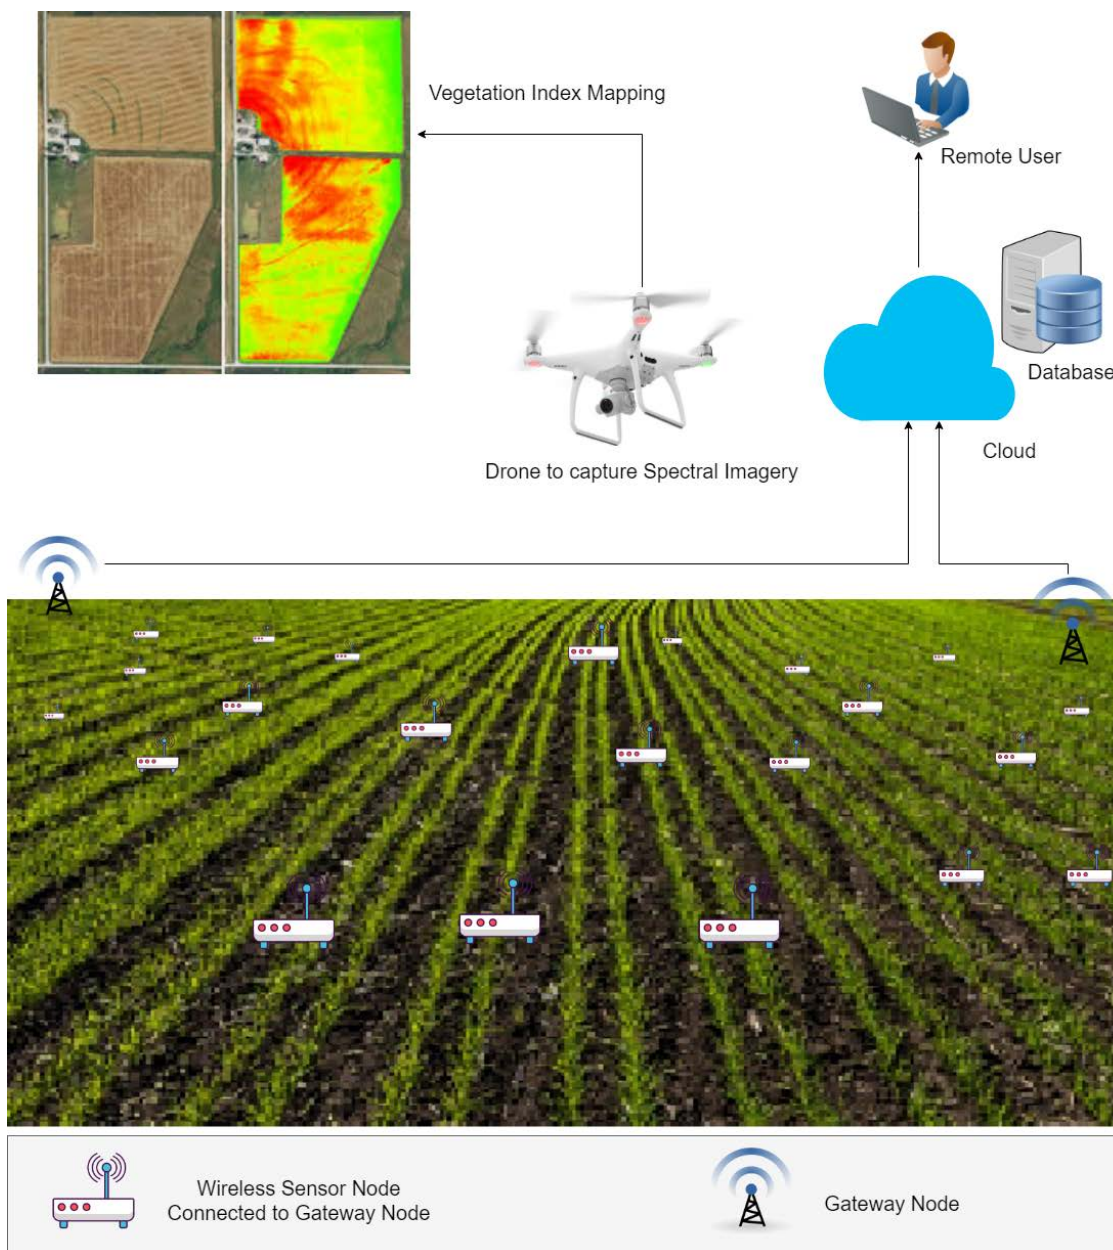 Vegetation Index Mapping
Remote User
Database
Cloud
Drone to capture Spectral Imagery
Wireless Sensor Node
Connected to Gateway Node
Gateway Node